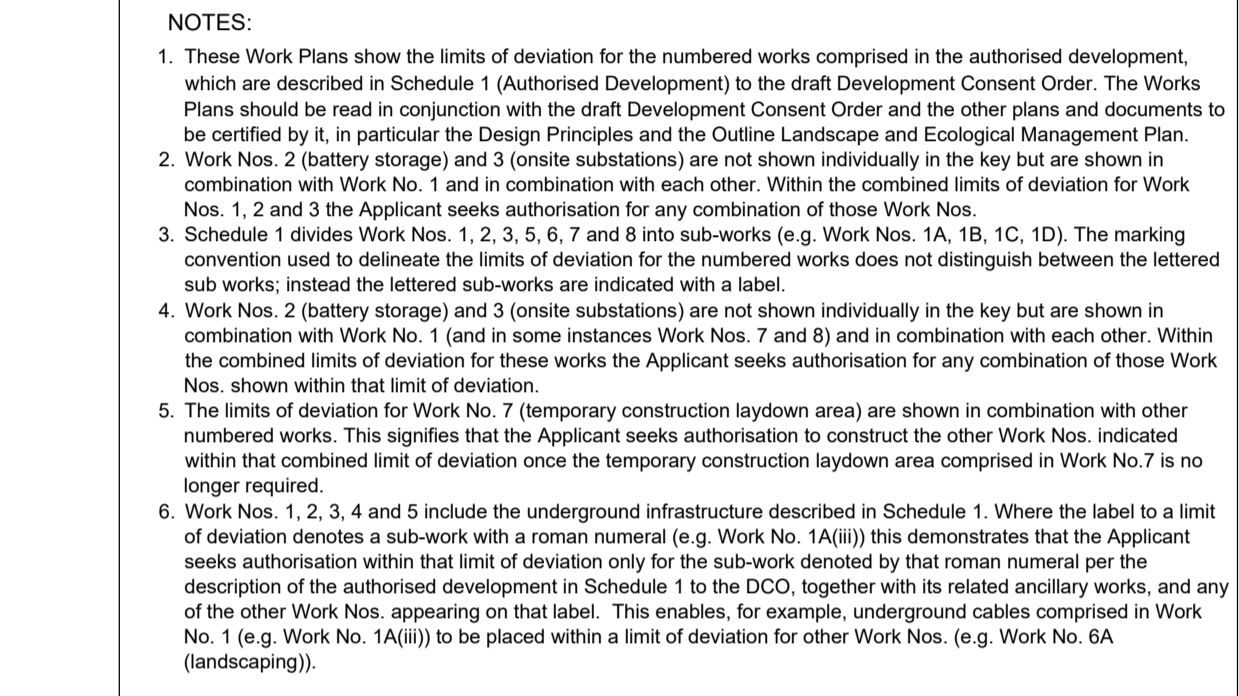 NOTES:
1. These Work Plans show the limits of deviation for the numbered works comprised in the authorised development,
which are described in Schedule 1 (Authorised Development) to the draft Development Consent Order. The Works
Plans should be read in conjunction with the draft Development Consent Order and the other plans and documents to
be certified by it, in particular the Design Principles and the Outline Landscape and Ecological Management Plan.
2. Work Nos. 2 (battery storage) and 3 (onsite substations) are not shown individually in the key but are shown in
combination with Work No. 1 and in combination with each other. Within the combined limits of deviation for Work
Nos. 1, 2 and 3 the Applicant seeks authorisation for any combination of those Work Nos.
3. Schedule 1 divides Work Nos. 1, 2, 3, 5, 6, 7 and 8 into sub-works (e.g. Work Nos. 1A, 1B, 1C, 1D). The marking
convention used to delineate the limits of deviation for the numbered works does not distinguish between the lettered
sub works; instead the lettered sub-works are indicated with a label.
4. Work Nos. 2 (battery storage) and 3 (onsite substations) are not shown individually in the key but are shown in
combination with Work No. 1 (and in some instances Work Nos. 7 and 8) and in combination with each other. Within
the combined limits of deviation for these works the Applicant seeks authorisation for any combination of those Work
Nos. shown within that limit of deviation.
5. The limits of deviation for Work No. 7 (temporary construction laydown area) are shown in combination with other
numbered works. This signifies that the Applicant seeks authorisation to construct the other Work Nos. indicated
within that combined limit of deviation once the temporary construction laydown area comprised in Work No.7 is no
longer required.
6. Work Nos. 1, 2, 3, 4 and 5 include the underground infrastructure described in Schedule 1. Where the label to a limit
of deviation denotes a sub-work with a roman numeral (e.g. Work No. 1A(iii)) this demonstrates that the Applicant
seeks authorisation within that limit of deviation only for the sub-work denoted by that roman numeral per the
description of the authorised development in Schedule 1 to the DCO, together with its related ancillary works, and any
of the other Work Nos. appearing on that label.  This enables, for example, underground cables comprised in Work
No. 1 (e.g. Work No. 1A(iii)) to be placed within a limit of deviation for other Work Nos. (e.g. Work No. 6A
(landscaping)).